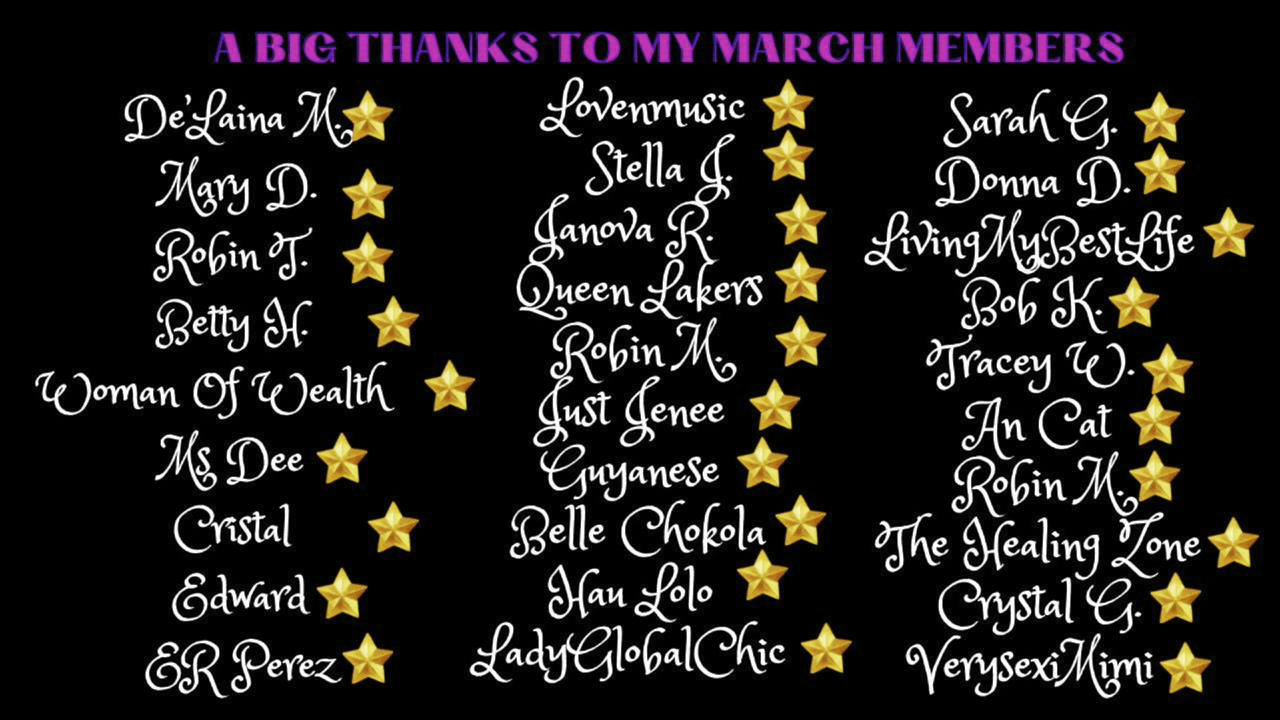 A BIG THANKS TO MY MARCH MEMBERS
De'Laina M.
Mary D.
Robin T.
Betty H.
Woman Of Wealth
Ms Dee
Cristal
Edward
ER Perez
Lovenmusic
Stella J.
Janova R.
Queen Lakers
Robin M.
Just Jenee
Guyanese
Belle Chokola
Hau Lolo
LadyGlobalChic
Sarah G.
Donna D.
LivingMyBestLife
Bob K.
Tracey W.
An Cat
Robin M.
The Healing Zone
Crystal G.
VerysexiMimi